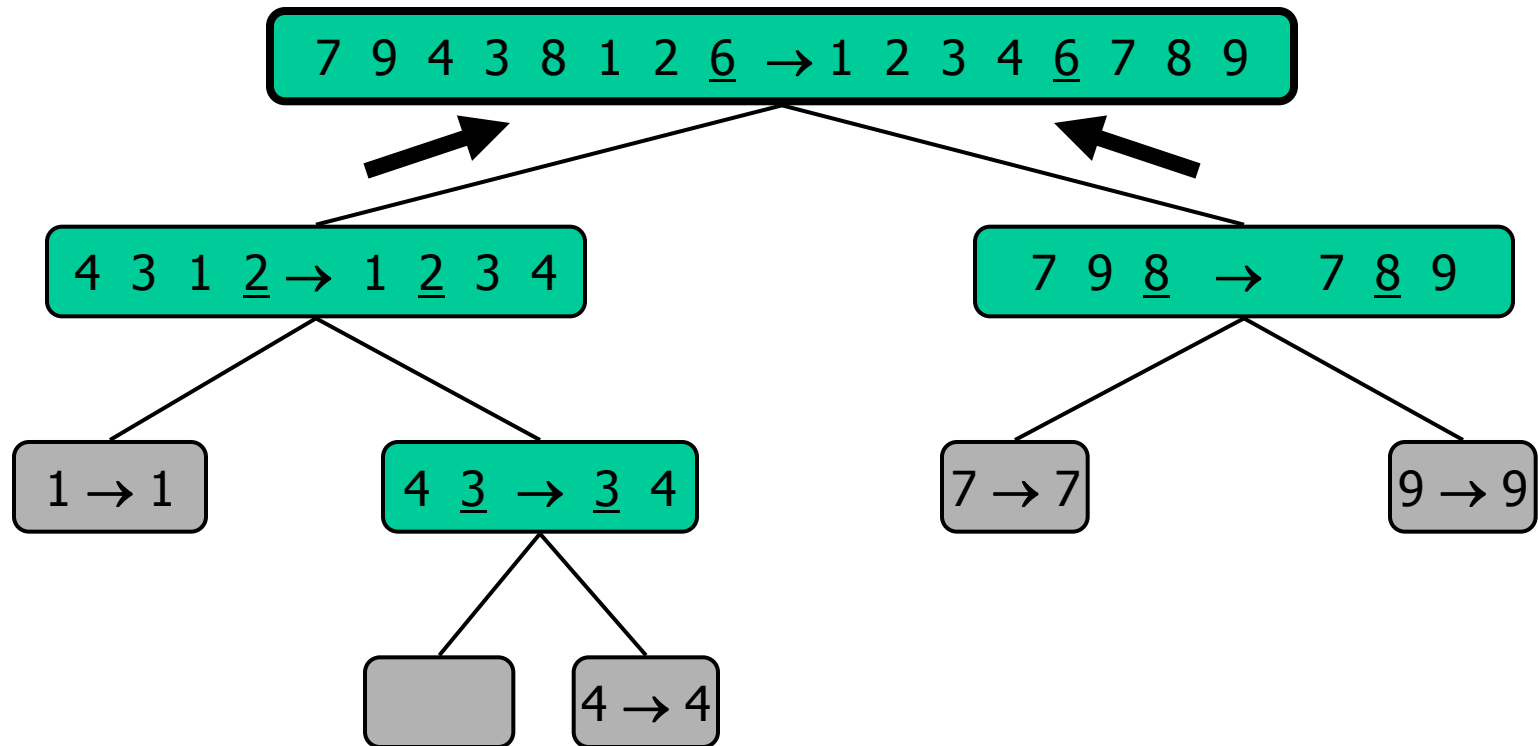 7 9 4 3 8 1 2 6 → 1 2 3 4 6 7 8 9
4 3 1 2 → 1 2 3 4
7 9 8 → 7 8 9
1 → 1
4 3 → 3 4
7 → 7
9 → 9
4 → 4